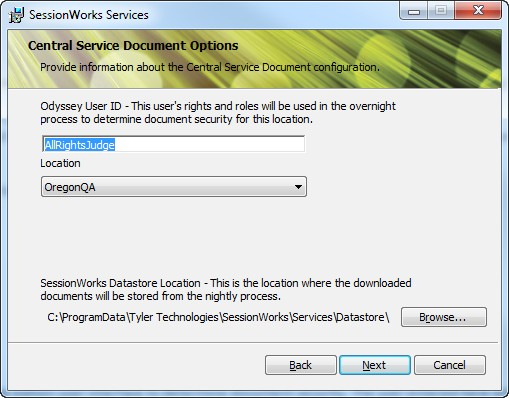 SessionWorks Services
Central Service Document Options
Provide information about the Central Service Document configuration.
Odyssey User ID - This user's rights and roles will be used in the overnight
process to determine document security for this location.
AllRightsJudge
Location
OregonQA
SessionWorks Datastore Location - This is the location where the downloaded
documents will be stored from the nightly process.
C:\ProgramData\Tyler Technologies\SessionWorks\Services\Datastore\ Browse...
Back Next Cancel